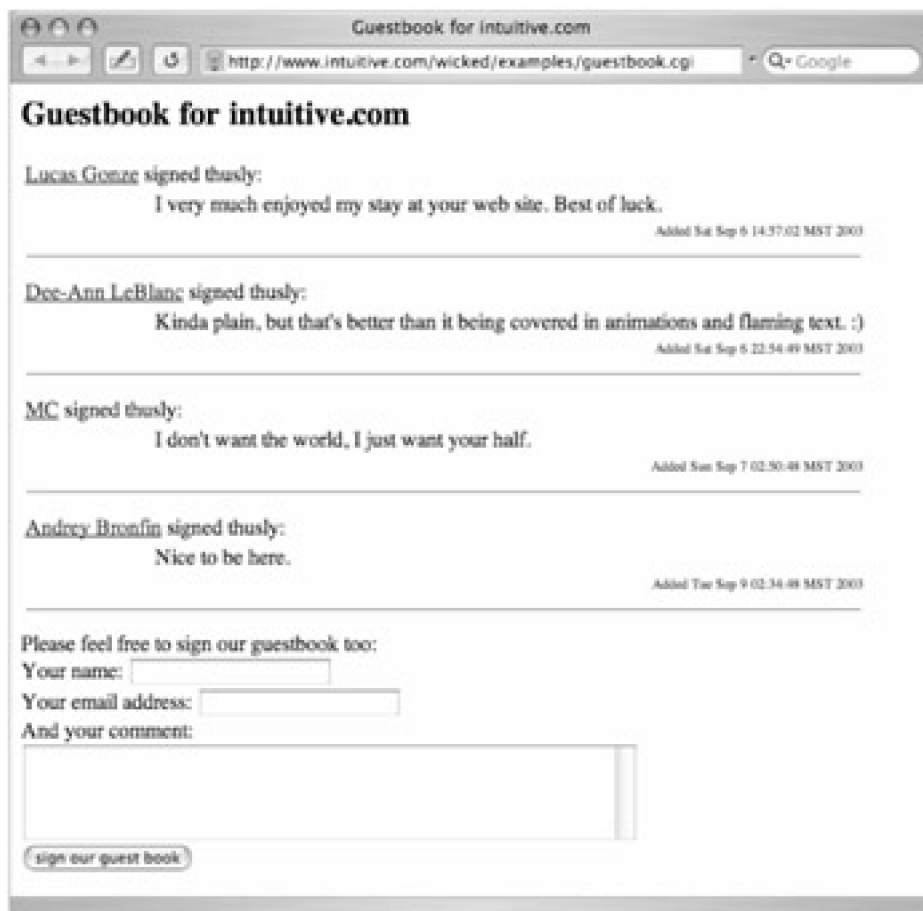 Guestbook for intuitive.com
http://www.intuitive.com/wicked/examples/guestbook.cgi
Google
Guestbook for intuitive.com
Lucas Gonze signed thusly:
I very much enjoyed my stay at your web site. Best of luck.
Added Sat Sep 6 14:57:02 MST 2003
Dee-Ann LeBlanc signed thusly:
Kinda plain, but that's better than it being covered in animations and flaming text. :)
Added Sat Sep 6 22:54:49 MST 2003
MC signed thusly:
I don't want the world, I just want your half.
Added Sun Sep 7 02:50:48 MST 2003
Andrey Bronfin signed thusly:
Nice to be here.
Added Tue Sep 9 02:34:48 MST 2003
Please feel free to sign our guestbook too:
Your name:
Your email address:
And your comment:
sign our guest book